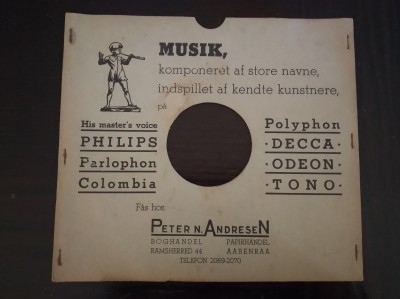 MUSIK,
komponeret af store navne,
indspillet af kendte kunstnere,
på
His master's voice
PHILIPS
Parlophon
Colombia
Polyphon
·DECCA·
·ODEON·
·TONO·
Fås hos:
PETER N. ANDRESEN
BOGHANDEL PAPIRHANDEL
RAMSHERRED 44 AABENRAA
TELEFON 2069-2070